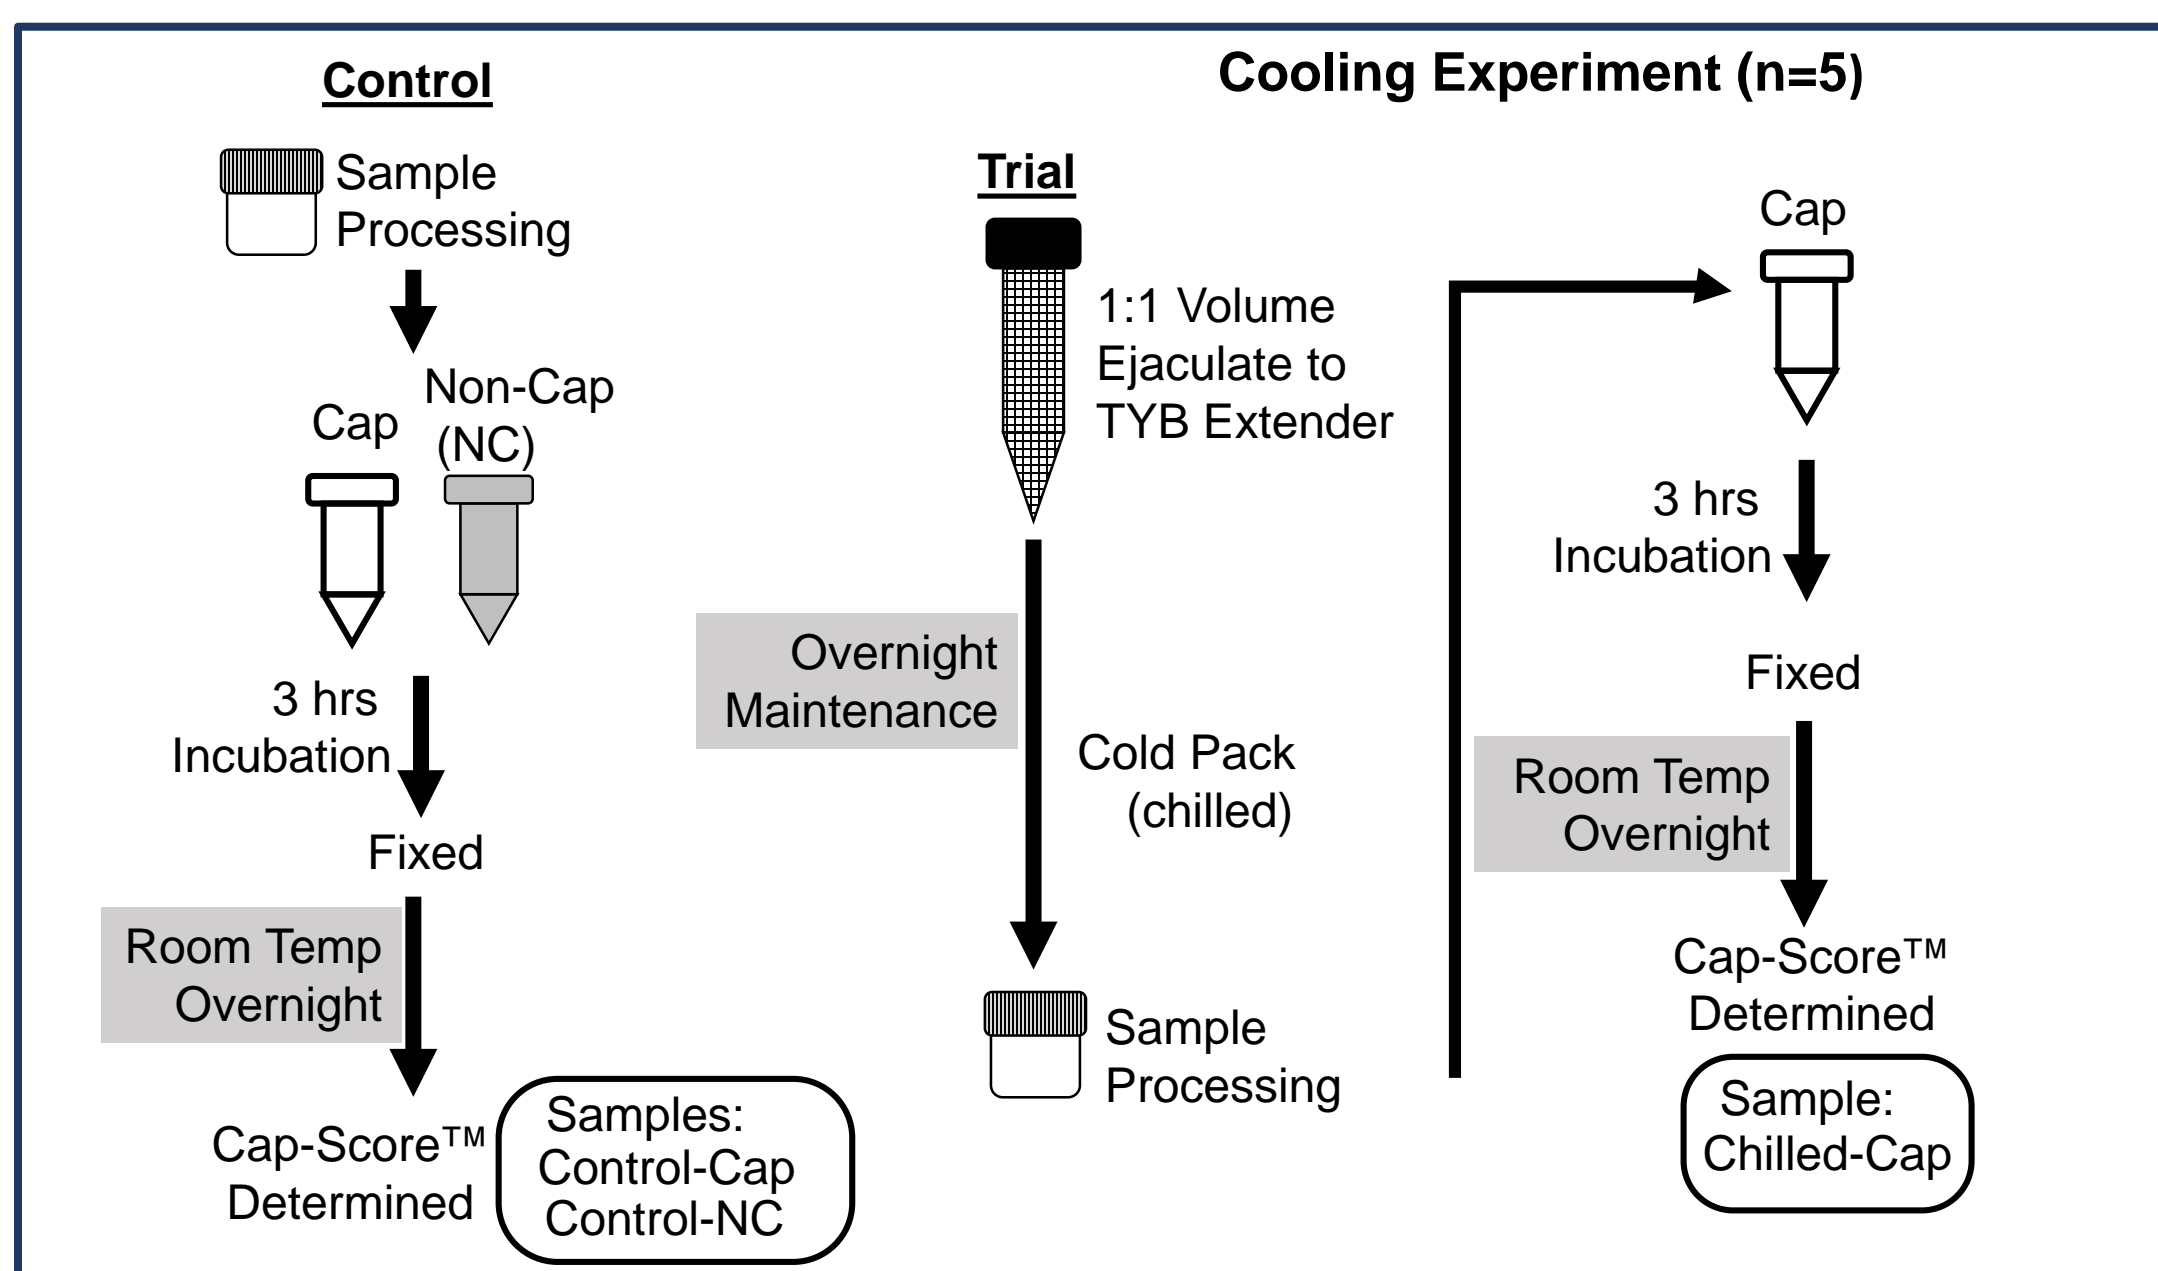 Cooling Experiment (n=5)
Control
Sample
Processing
Cap
Non-Cap
(NC)
3 hrs
Incubation
Fixed
Room Temp
Overnight
Cap-Score™
Determined
Samples:
Control-Cap
Control-NC
Trial
1:1 Volume
Ejaculate to
TYB Extender
Overnight
Maintenance
Cold Pack
(chilled)
Sample
Processing
Cap
3 hrs
Incubation
Fixed
Room Temp
Overnight
Cap-Score™
Determined
Sample:
Chilled-Cap